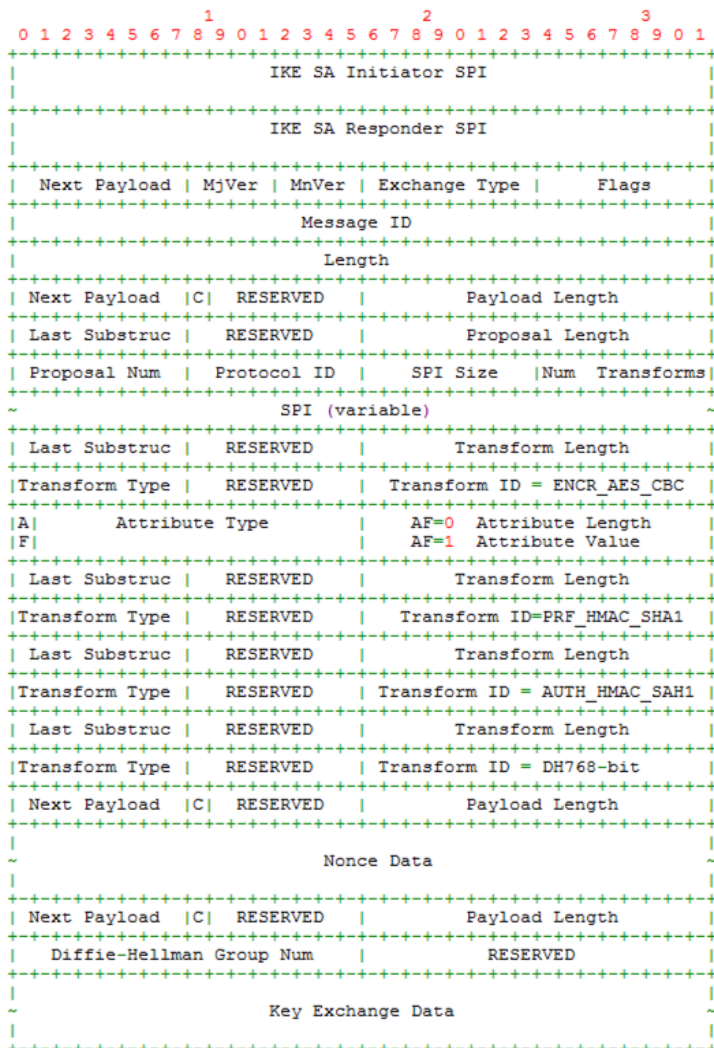 1 2 3
0 1 2 3 4 5 6 7 8 9 0 1 2 3 4 5 6 7 8 9 0 1 2 3 4 5 6 7 8 9 0 1
+-+-+-+-+-+-+-+-+-+-+-+-+-+-+-+-+-+-+-+-+-+-+-+-+-+-+-+-+-+-+-+-+
| IKE SA Initiator SPI |
| |
+-+-+-+-+-+-+-+-+-+-+-+-+-+-+-+-+-+-+-+-+-+-+-+-+-+-+-+-+-+-+-+-+
| IKE SA Responder SPI |
| |
+-+-+-+-+-+-+-+-+-+-+-+-+-+-+-+-+-+-+-+-+-+-+-+-+-+-+-+-+-+-+-+-+
| Next Payload | MjVer | MnVer | Exchange Type | Flags |
+-+-+-+-+-+-+-+-+-+-+-+-+-+-+-+-+-+-+-+-+-+-+-+-+-+-+-+-+-+-+-+-+
| Message ID |
+-+-+-+-+-+-+-+-+-+-+-+-+-+-+-+-+-+-+-+-+-+-+-+-+-+-+-+-+-+-+-+-+
| Length |
+-+-+-+-+-+-+-+-+-+-+-+-+-+-+-+-+-+-+-+-+-+-+-+-+-+-+-+-+-+-+-+-+
| Next Payload |C| RESERVED | Payload Length |
+-+-+-+-+-+-+-+-+-+-+-+-+-+-+-+-+-+-+-+-+-+-+-+-+-+-+-+-+-+-+-+-+
| Last Substruc | RESERVED | Proposal Length |
+-+-+-+-+-+-+-+-+-+-+-+-+-+-+-+-+-+-+-+-+-+-+-+-+-+-+-+-+-+-+-+-+
| Proposal Num | Protocol ID | SPI Size |Num Transforms|
+-+-+-+-+-+-+-+-+-+-+-+-+-+-+-+-+-+-+-+-+-+-+-+-+-+-+-+-+-+-+-+-+
~ SPI (variable) ~
+-+-+-+-+-+-+-+-+-+-+-+-+-+-+-+-+-+-+-+-+-+-+-+-+-+-+-+-+-+-+-+-+
| Last Substruc | RESERVED | Transform Length |
+-+-+-+-+-+-+-+-+-+-+-+-+-+-+-+-+-+-+-+-+-+-+-+-+-+-+-+-+-+-+-+-+
|Transform Type | RESERVED | Transform ID = ENCR_AES_CBC |
+-+-+-+-+-+-+-+-+-+-+-+-+-+-+-+-+-+-+-+-+-+-+-+-+-+-+-+-+-+-+-+-+
|A| Attribute Type | AF=0 Attribute Length |
|F| | AF=1 Attribute Value |
+-+-+-+-+-+-+-+-+-+-+-+-+-+-+-+-+-+-+-+-+-+-+-+-+-+-+-+-+-+-+-+-+
| Last Substruc | RESERVED | Transform Length |
+-+-+-+-+-+-+-+-+-+-+-+-+-+-+-+-+-+-+-+-+-+-+-+-+-+-+-+-+-+-+-+-+
|Transform Type | RESERVED | Transform ID=PRF_HMAC_SHA1 |
+-+-+-+-+-+-+-+-+-+-+-+-+-+-+-+-+-+-+-+-+-+-+-+-+-+-+-+-+-+-+-+-+
| Last Substruc | RESERVED | Transform Length |
+-+-+-+-+-+-+-+-+-+-+-+-+-+-+-+-+-+-+-+-+-+-+-+-+-+-+-+-+-+-+-+-+
|Transform Type | RESERVED | Transform ID = AUTH_HMAC_SAH1 |
+-+-+-+-+-+-+-+-+-+-+-+-+-+-+-+-+-+-+-+-+-+-+-+-+-+-+-+-+-+-+-+-+
| Last Substruc | RESERVED | Transform Length |
+-+-+-+-+-+-+-+-+-+-+-+-+-+-+-+-+-+-+-+-+-+-+-+-+-+-+-+-+-+-+-+-+
|Transform Type | RESERVED | Transform ID = DH768-bit |
+-+-+-+-+-+-+-+-+-+-+-+-+-+-+-+-+-+-+-+-+-+-+-+-+-+-+-+-+-+-+-+-+
| Next Payload |C| RESERVED | Payload Length |
+-+-+-+-+-+-+-+-+-+-+-+-+-+-+-+-+-+-+-+-+-+-+-+-+-+-+-+-+-+-+-+-+
| |
~ Nonce Data ~
| |
+-+-+-+-+-+-+-+-+-+-+-+-+-+-+-+-+-+-+-+-+-+-+-+-+-+-+-+-+-+-+-+-+
| Next Payload |C| RESERVED | Payload Length |
+-+-+-+-+-+-+-+-+-+-+-+-+-+-+-+-+-+-+-+-+-+-+-+-+-+-+-+-+-+-+-+-+
| Diffie-Hellman Group Num | RESERVED |
+-+-+-+-+-+-+-+-+-+-+-+-+-+-+-+-+-+-+-+-+-+-+-+-+-+-+-+-+-+-+-+-+
| |
~ Key Exchange Data ~
| |
+-+-+-+-+-+-+-+-+-+-+-+-+-+-+-+-+-+-+-+-+-+-+-+-+-+-+-+-+-+-+-+-+